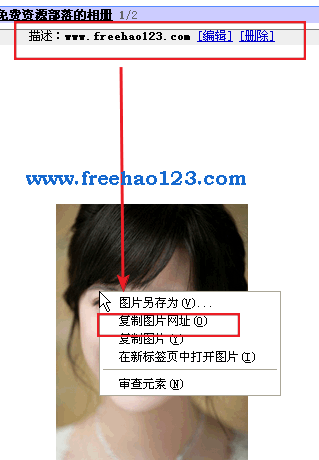 免费资源部落的相册 1/2
描述：www.freehao123.com [编辑] [删除]
www.freehao123.com
图片另存为(V)...
复制图片网址(O)
复制图片(Y)
在新标签页中打开图片(I)
审查元素(N)